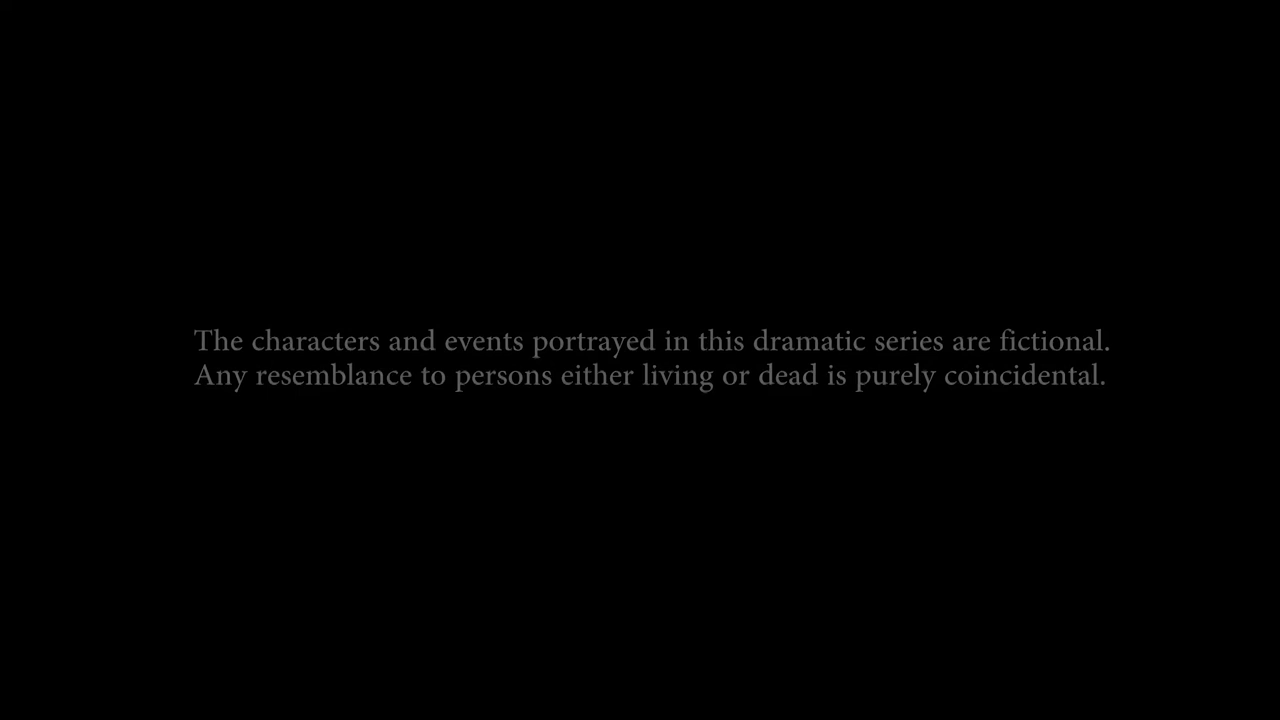 The characters and events portrayed in this dramatic series are fictional.
Any resemblance to persons either living or dead is purely coincidental.